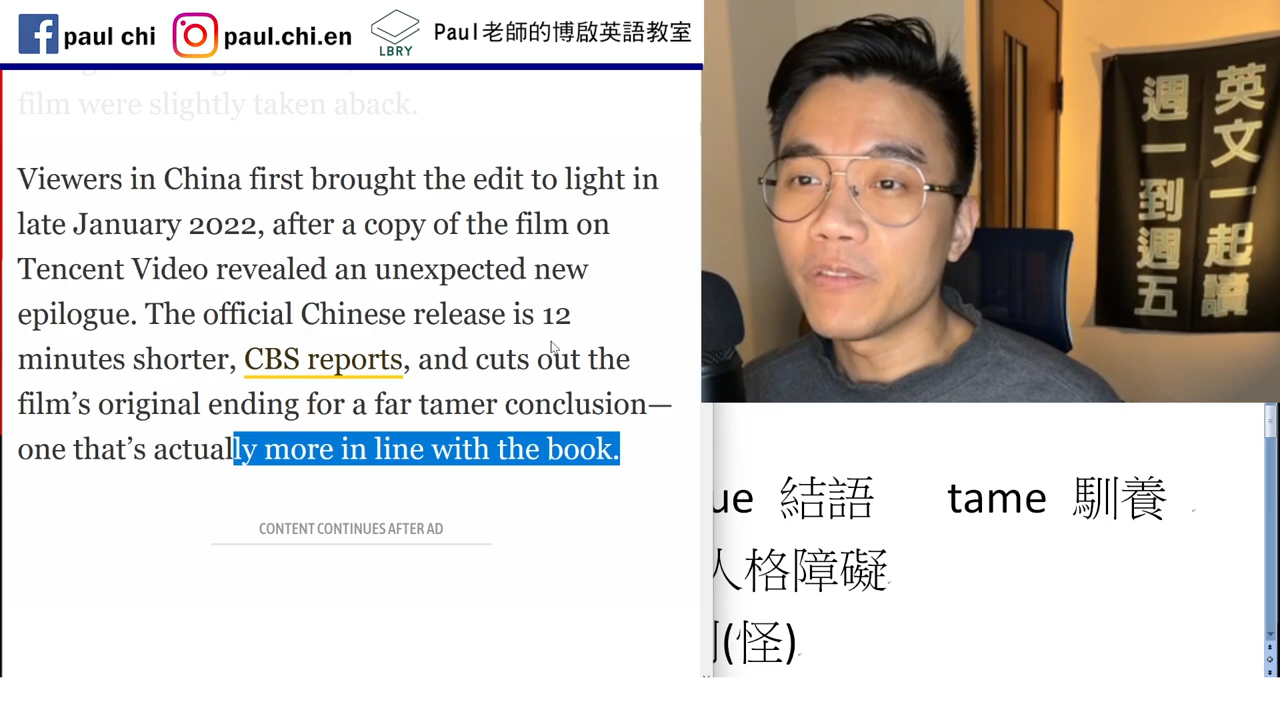 paul chi
paul.chi.en
LBRY
Paul老師的博啟英語教室
film were slightly taken aback.
Viewers in China first brought the edit to light in
late January 2022, after a copy of the film on
Tencent Video revealed an unexpected new
epilogue. The official Chinese release is 12
minutes shorter, CBS reports, and cuts out the
film's original ending for a far tamer conclusion—
one that's actually more in line with the book.
CONTENT CONTINUES AFTER AD
英文一起讀
週一到週五
ue 結語 tame 馴養
人格障礙
(怪)